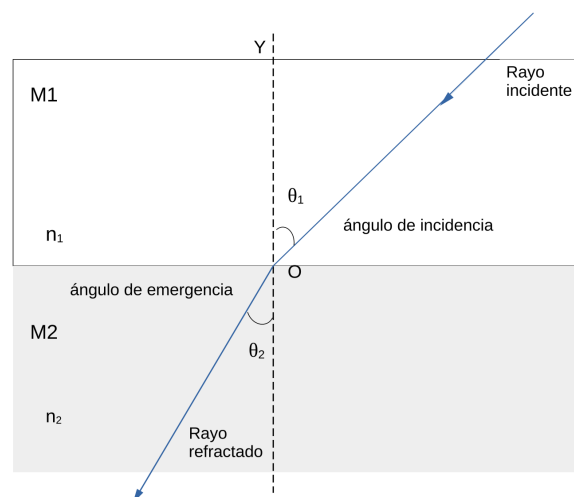 Y
Rayo
incidente
M1
θ₁
ángulo de incidencia
n₁
O
ángulo de emergencia
M2
θ₂
n₂
Rayo
refractado